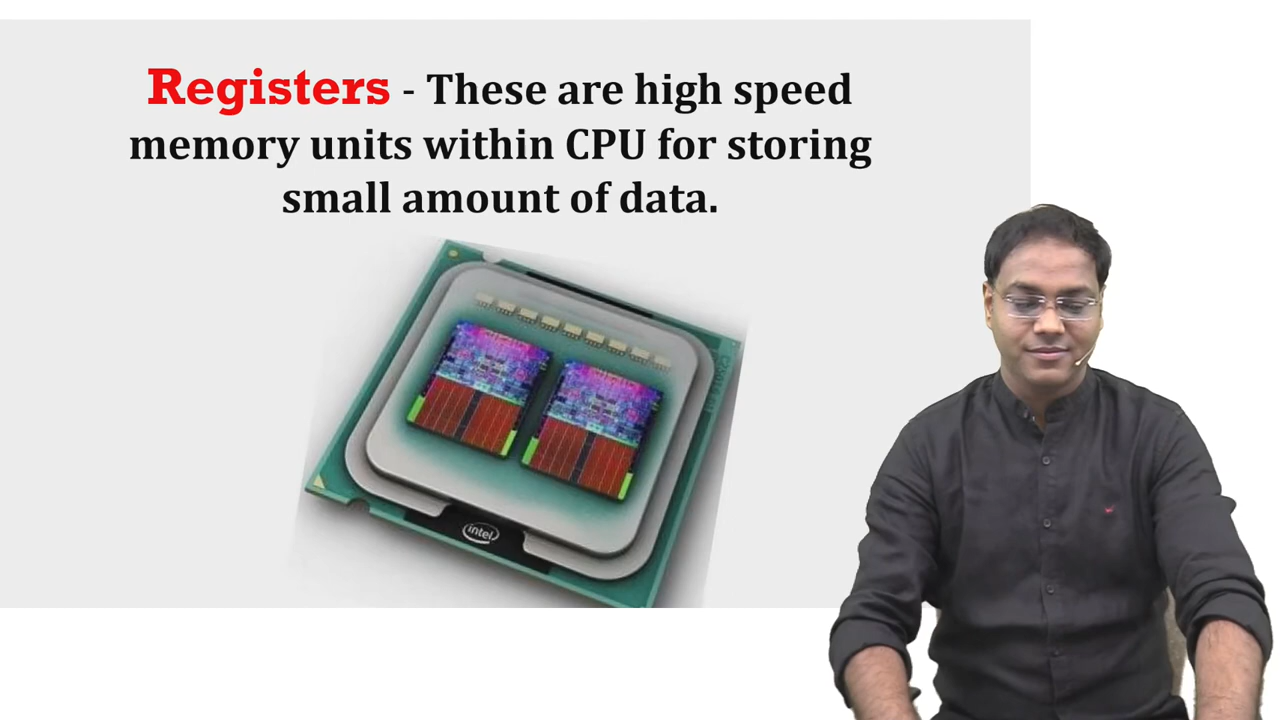 Registers - These are high speed
memory units within CPU for storing
small amount of data.
intel